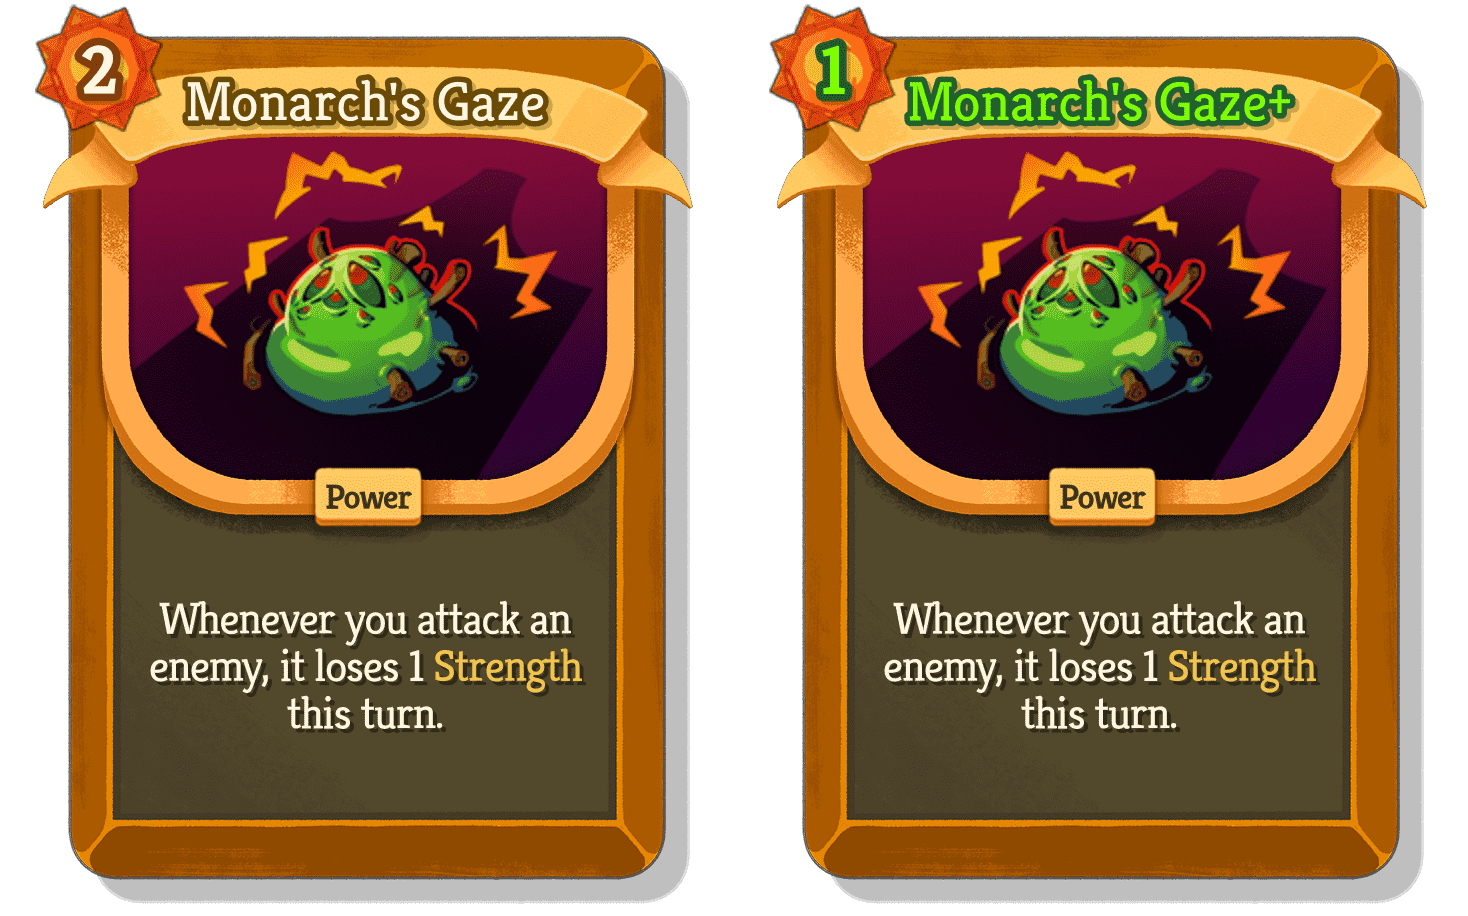 2
Monarch's Gaze
Power
Whenever you attack an
enemy, it loses 1 Strength
this turn.
1
Monarch's Gaze+
Power
Whenever you attack an
enemy, it loses 1 Strength
this turn.